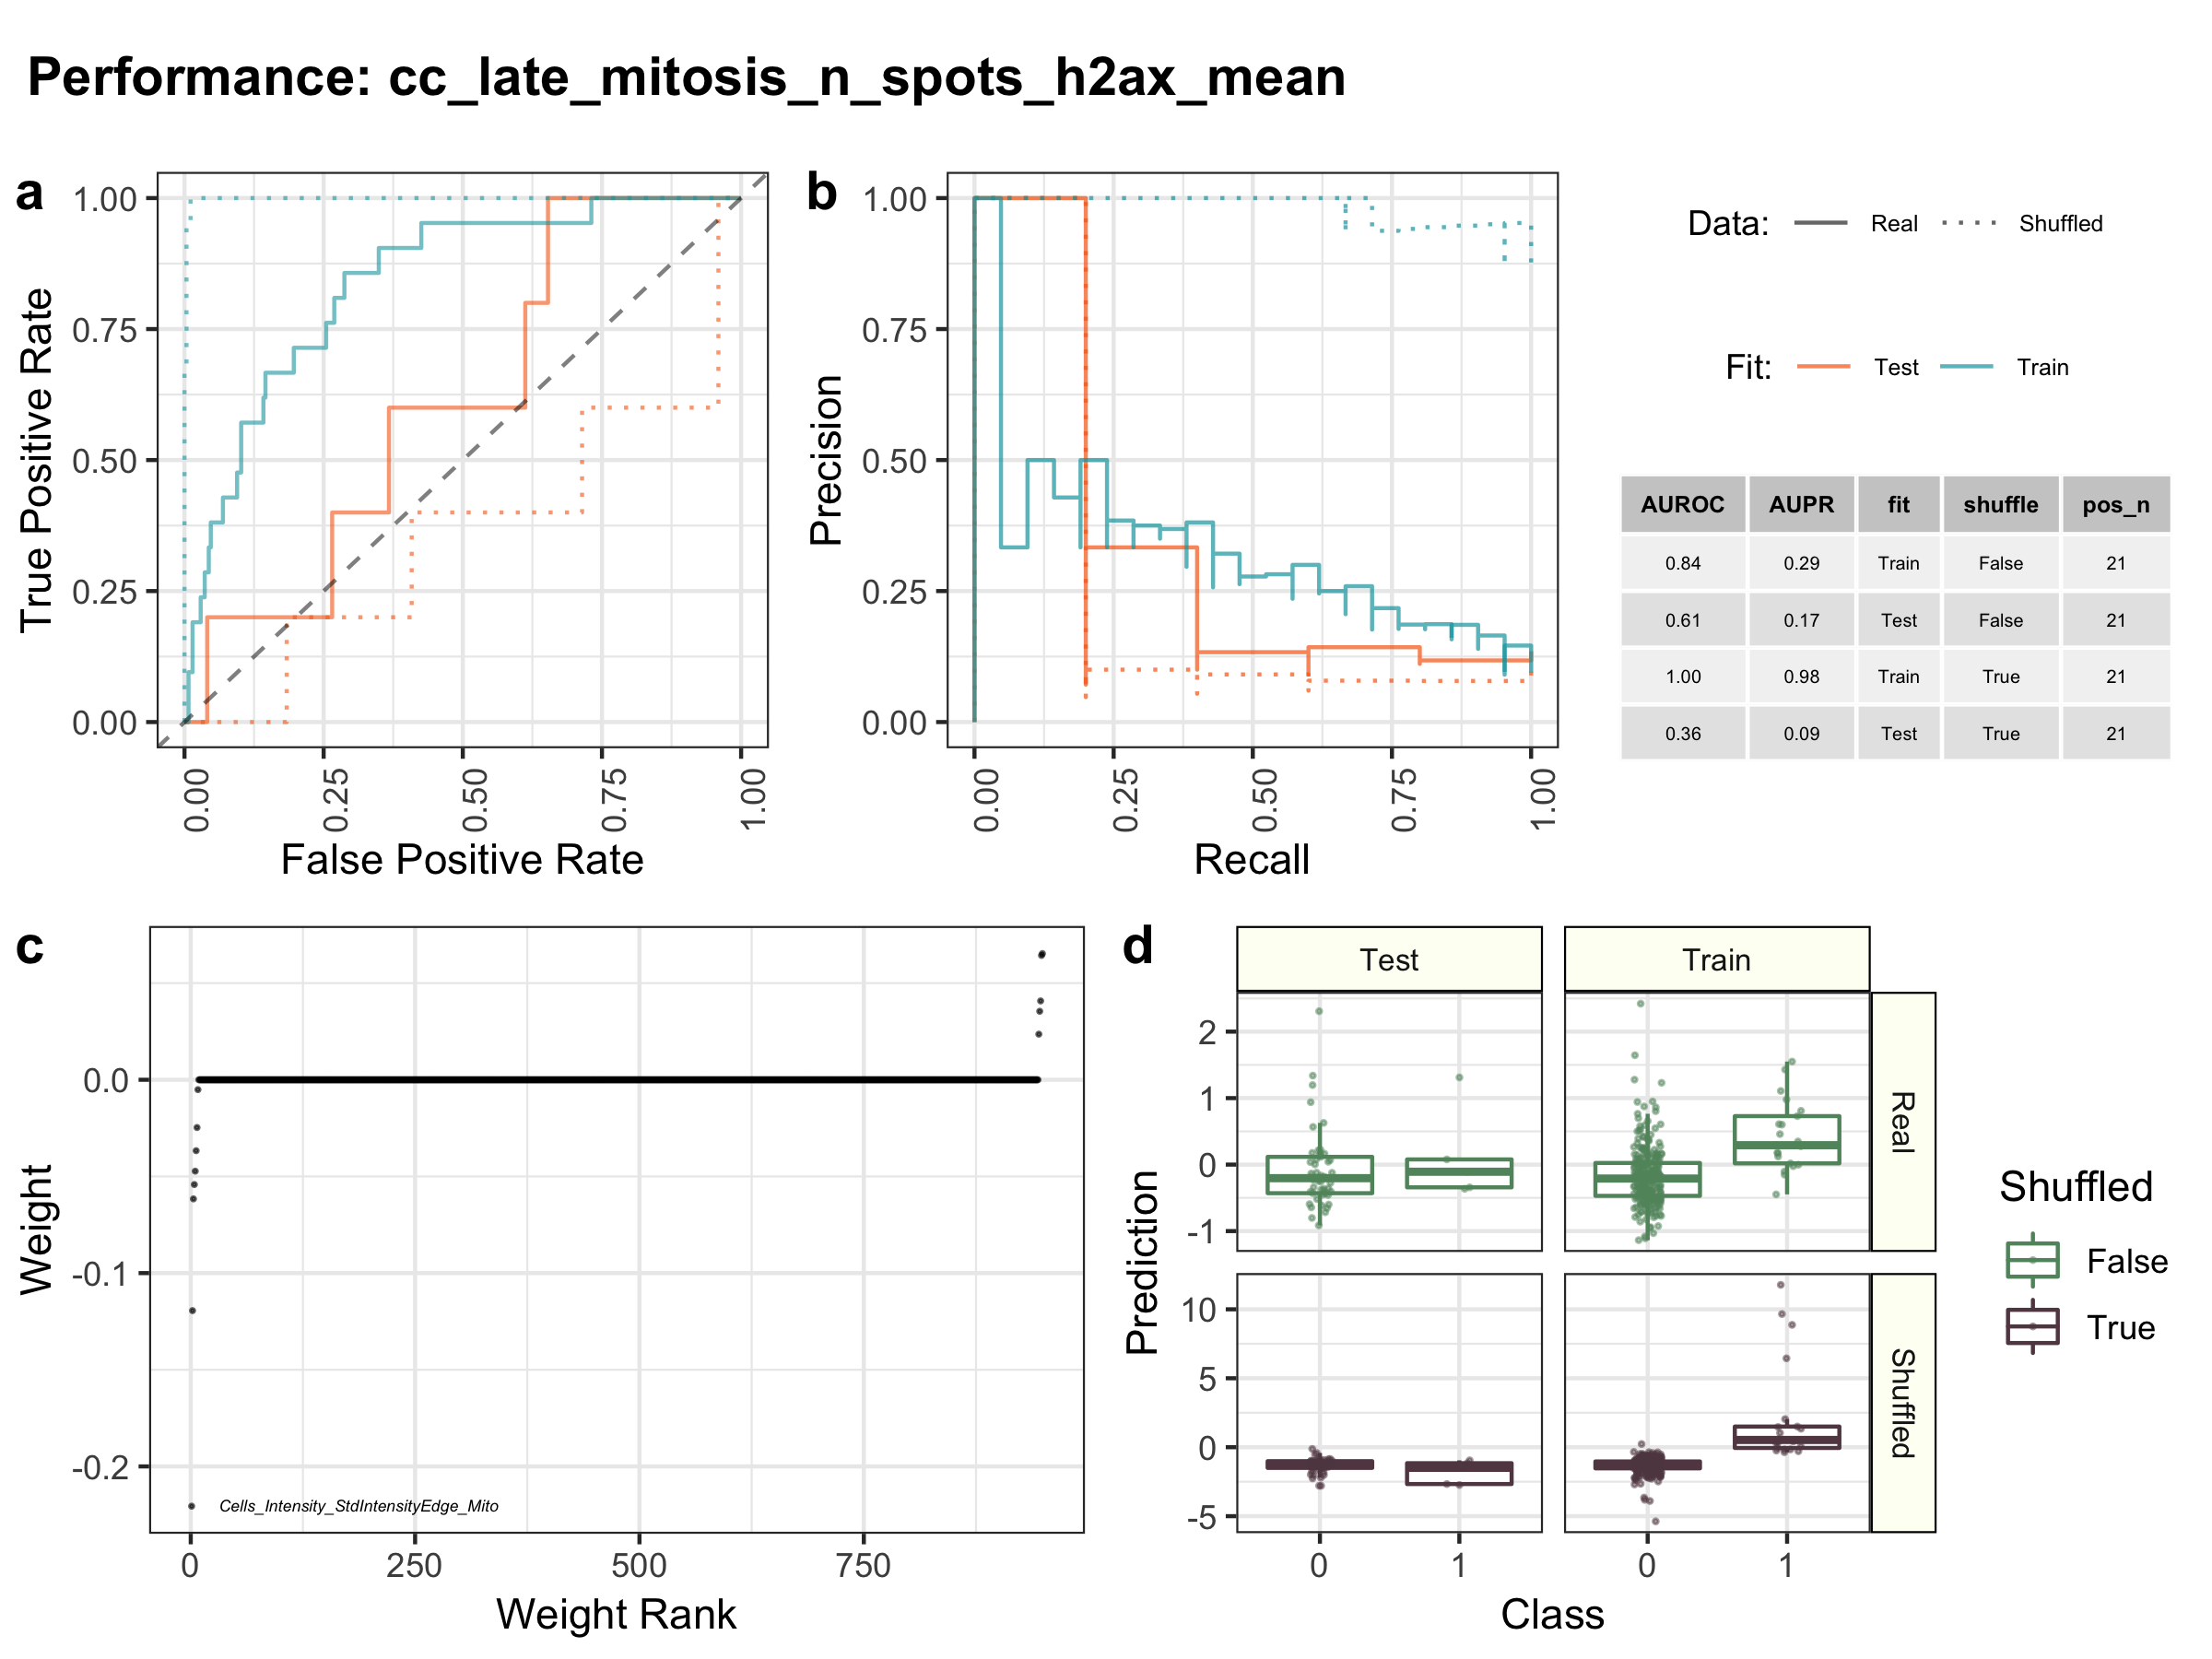 Performance: cc_late_mitosis_n_spots_h2ax_mean
a
1.00
0.75
0.50
0.25
0.00
True Positive Rate
0.00
0.25
0.50
0.75
1.00
False Positive Rate
b
1.00
0.75
0.50
0.25
0.00
Precision
0.00
0.25
0.50
0.75
1.00
Recall
Data: Real Shuffled
Fit: Test Train
AUROC AUPR fit shuffle pos_n
0.84 0.29 Train False 21
0.61 0.17 Test False 21
1.00 0.98 Train True 21
0.36 0.09 Test True 21
c
0.0
-0.1
-0.2
Weight
Cells_Intensity_StdIntensityEdge_Mito
0 250 500 750
Weight Rank
d
Test Train
2
1
0
-1
Real
10
5
0
-5
Shuffled
Prediction
0 1 0 1
Class
Shuffled
False
True